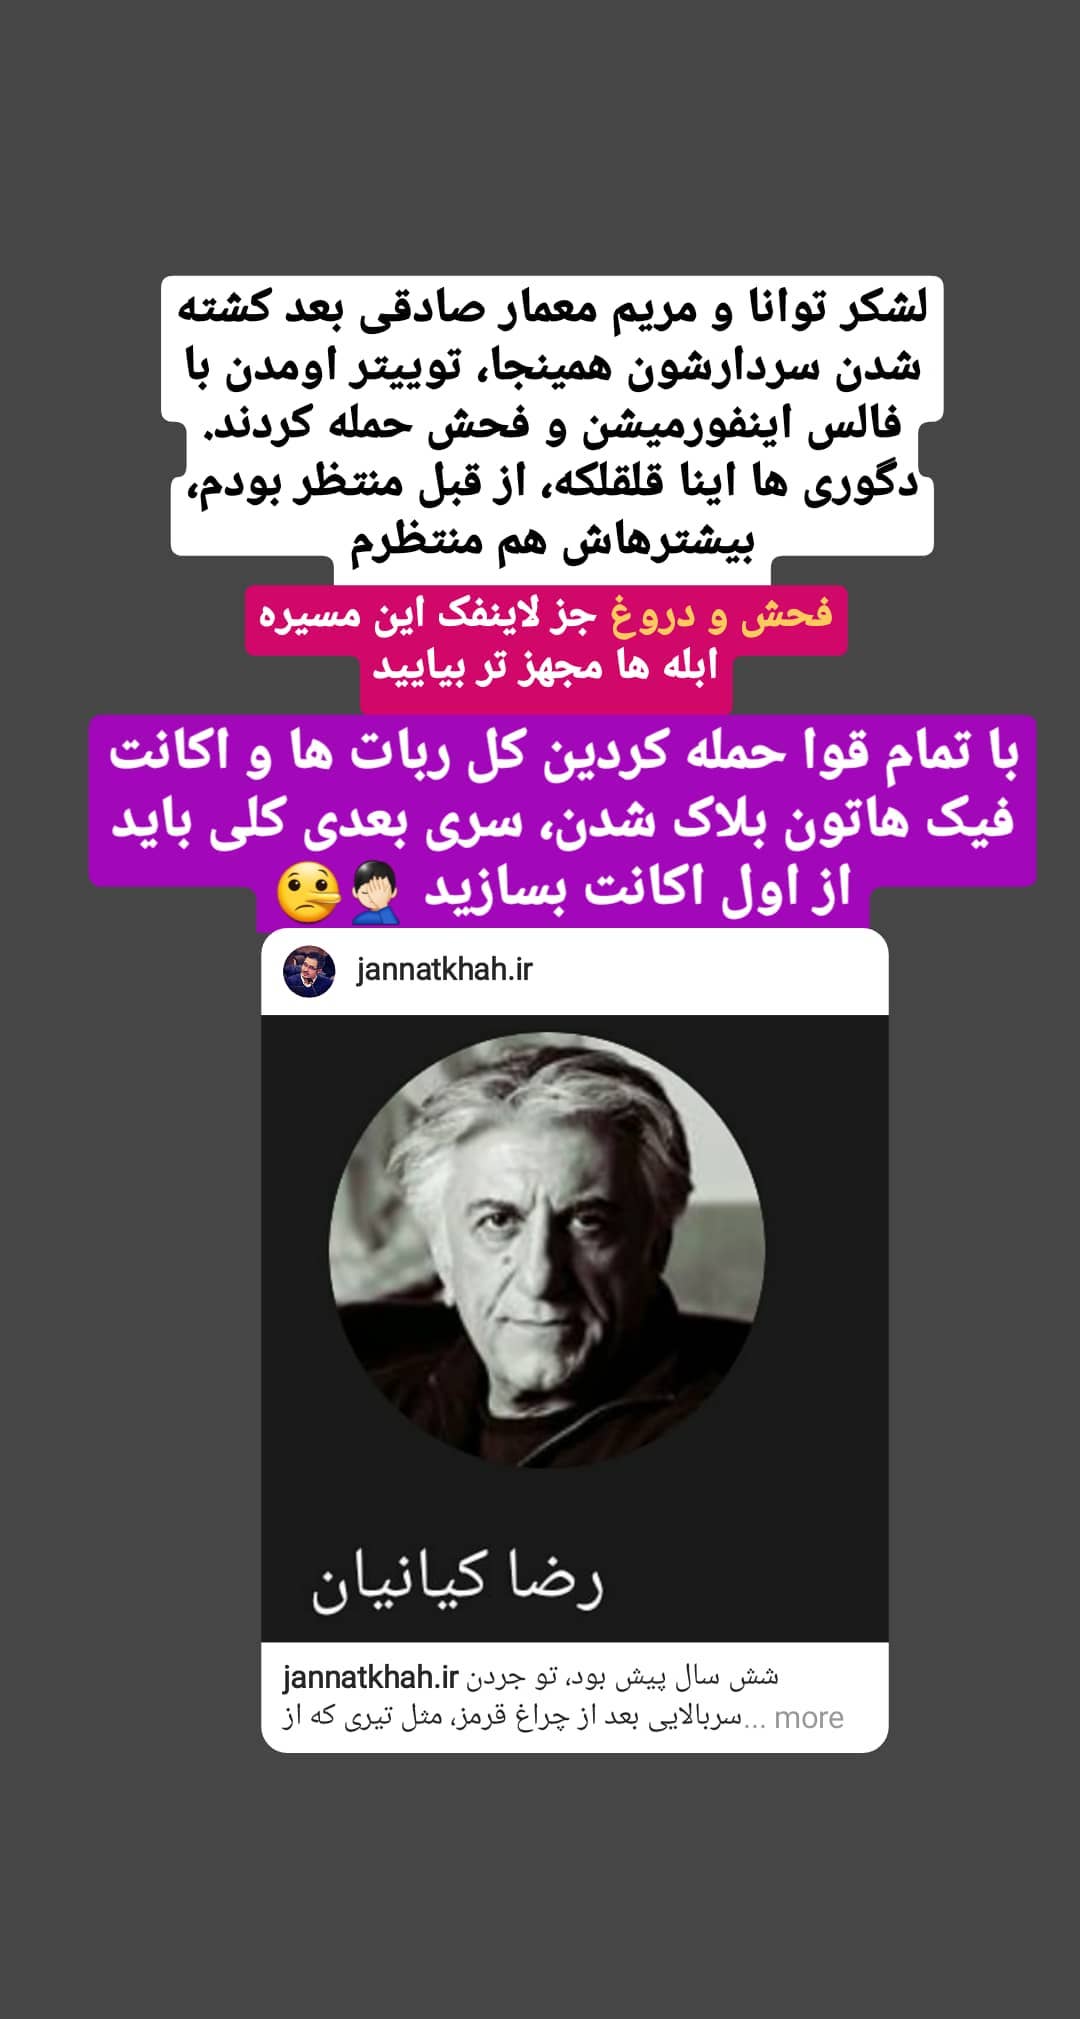 لشکر توانا و مریم معمار صادقی بعد کشته
شدن سردارشون همینجا، توییتر اومدن با
فالس اینفورمیشن و فحش حمله کردند.
دگوری ها اینا قلقلکه، از قبل منتظر بودم،
بیشترهاش هم منتظرم
فحش و دروغ جز لاینفک این مسیره
ابله ها مجهز تر بیایید
با تمام قوا حمله کردین کل ربات ها و اکانت
فیک هاتون بلاک شدن، سری بعدی کلی باید
از اول اکانت بسازید 🤦🏻‍♂️🤥
jannatkhah.ir
رضا کیانیان
jannatkhah.ir شش سال پیش بود، تو جردن
سربالایی بعد از چراغ قرمز، مثل تیری که از... more